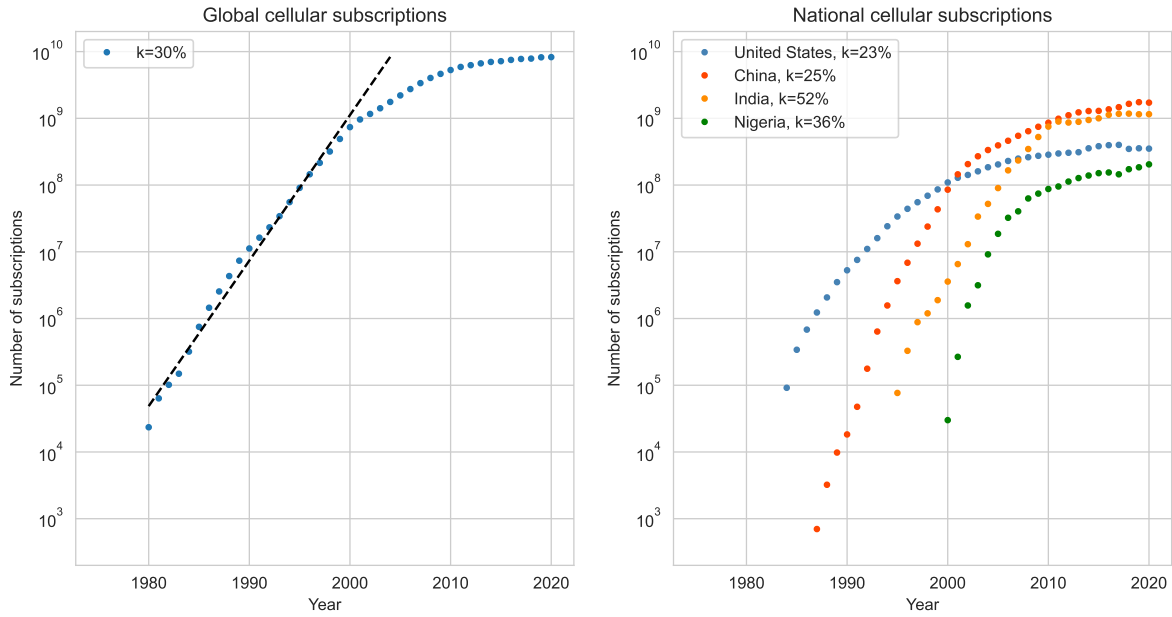 Global cellular subscriptions
k=30%
10^10
10^9
10^8
10^7
10^6
10^5
10^4
10^3
Number of subscriptions
1980 1990 2000 2010 2020
Year
National cellular subscriptions
United States, k=23%
China, k=25%
India, k=52%
Nigeria, k=36%
10^10
10^9
10^8
10^7
10^6
10^5
10^4
10^3
Number of subscriptions
1980 1990 2000 2010 2020
Year